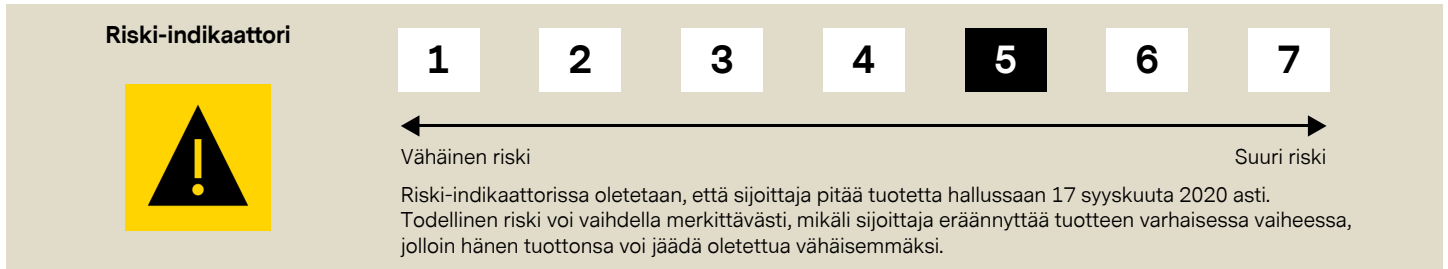 Riski-indikaattori
1 2 3 4 5 6 7
!
Vähäinen riski Suuri riski
Riski-indikaattorissa oletetaan, että sijoittaja pitää tuotetta hallussaan 17 syyskuuta 2020 asti.
Todellinen riski voi vaihdella merkittävästi, mikäli sijoittaja eräännyttää tuotteen varhaisessa vaiheessa,
jolloin hänen tuottonsa voi jäädä oletettua vähäisemmäksi.